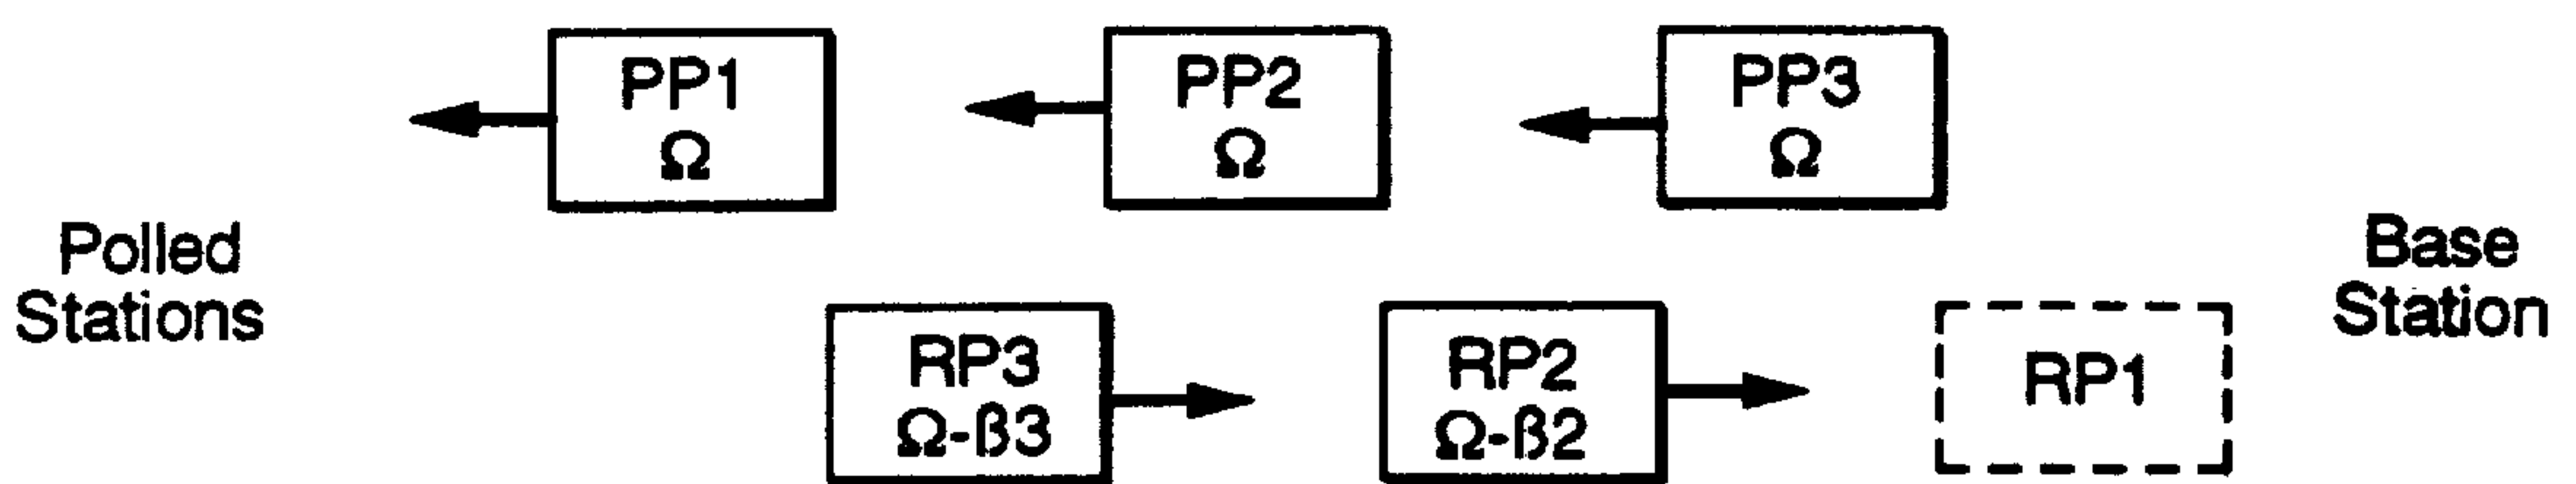 PP1
Ω
PP2
Ω
PP3
Ω
Polled
Stations
Base
Station
RP3
Ω-ß3
RP2
Ω-ß2
RP1